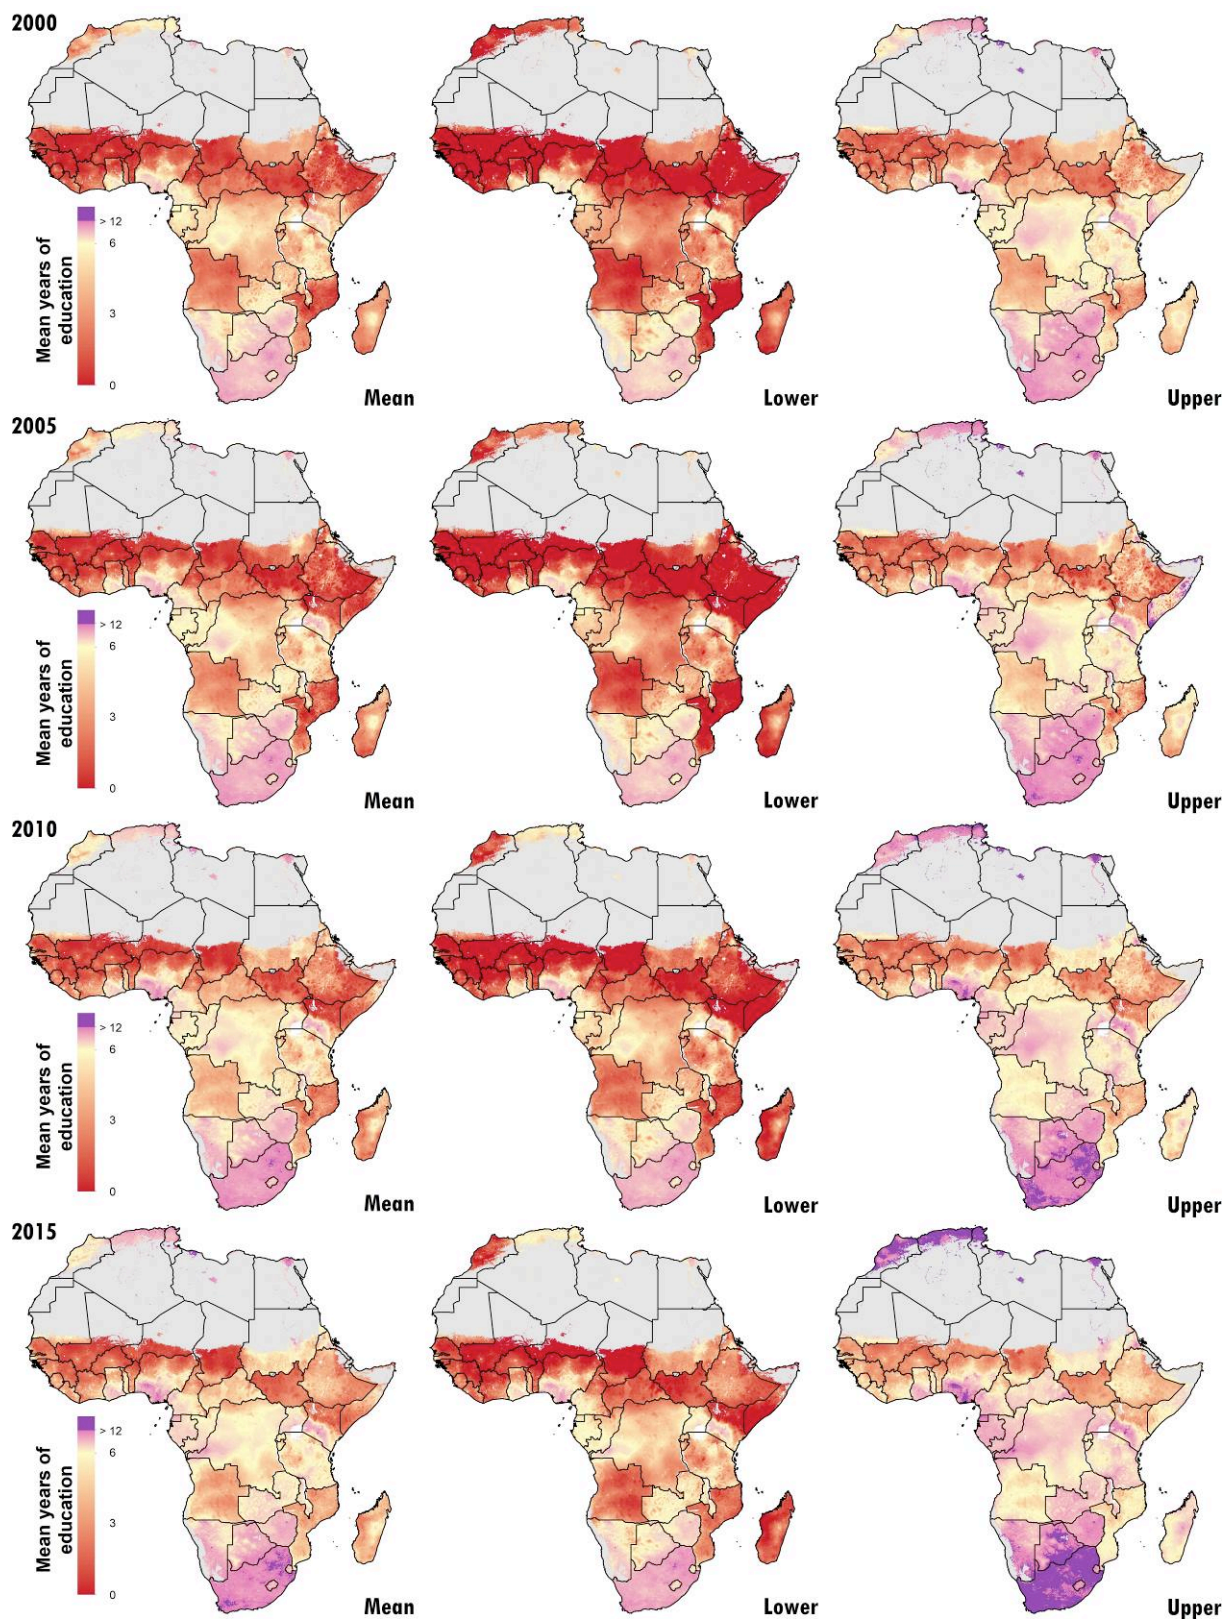 2000
Mean years of
education
> 12
6
3
0
Mean
Lower
Upper
2005
Mean years of
education
> 12
6
3
0
Mean
Lower
Upper
2010
Mean years of
education
> 12
6
3
0
Mean
Lower
Upper
2015
Mean years of
education
> 12
6
3
0
Mean
Lower
Upper